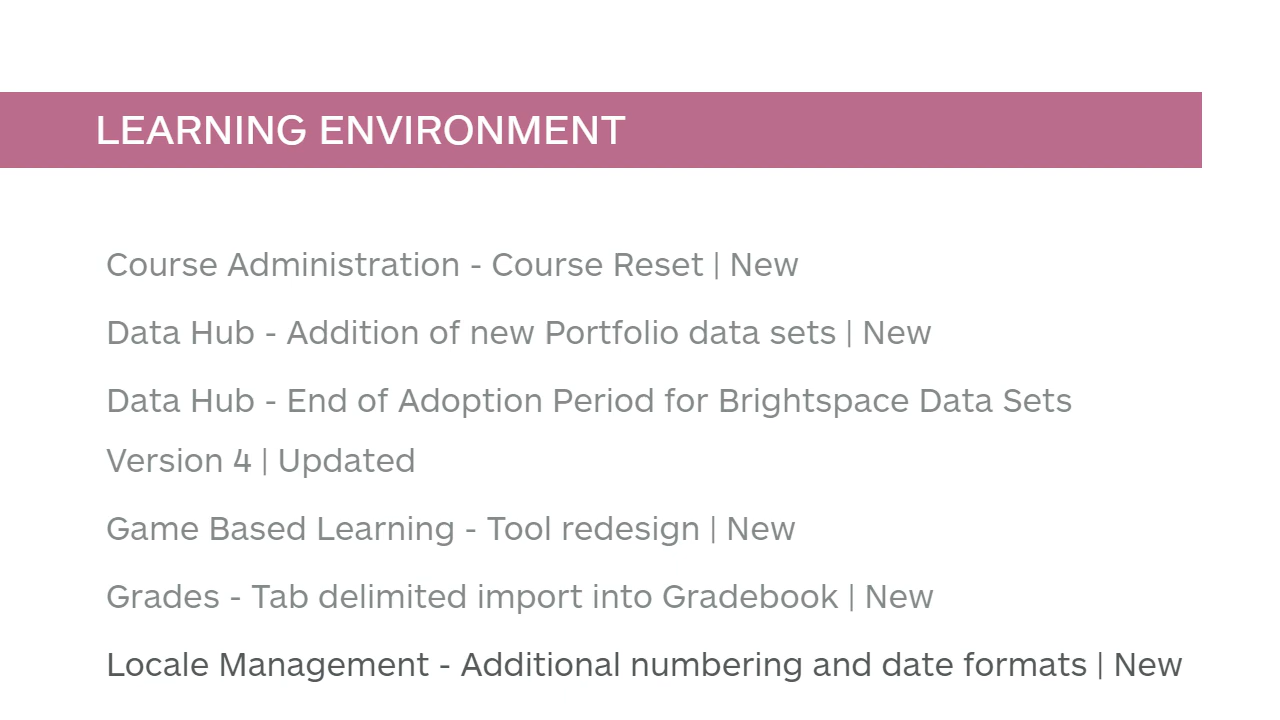 LEARNING ENVIRONMENT
Course Administration - Course Reset | New
Data Hub - Addition of new Portfolio data sets | New
Data Hub - End of Adoption Period for Brightspace Data Sets
Version 4 | Updated
Game Based Learning - Tool redesign | New
Grades - Tab delimited import into Gradebook | New
Locale Management - Additional numbering and date formats | New